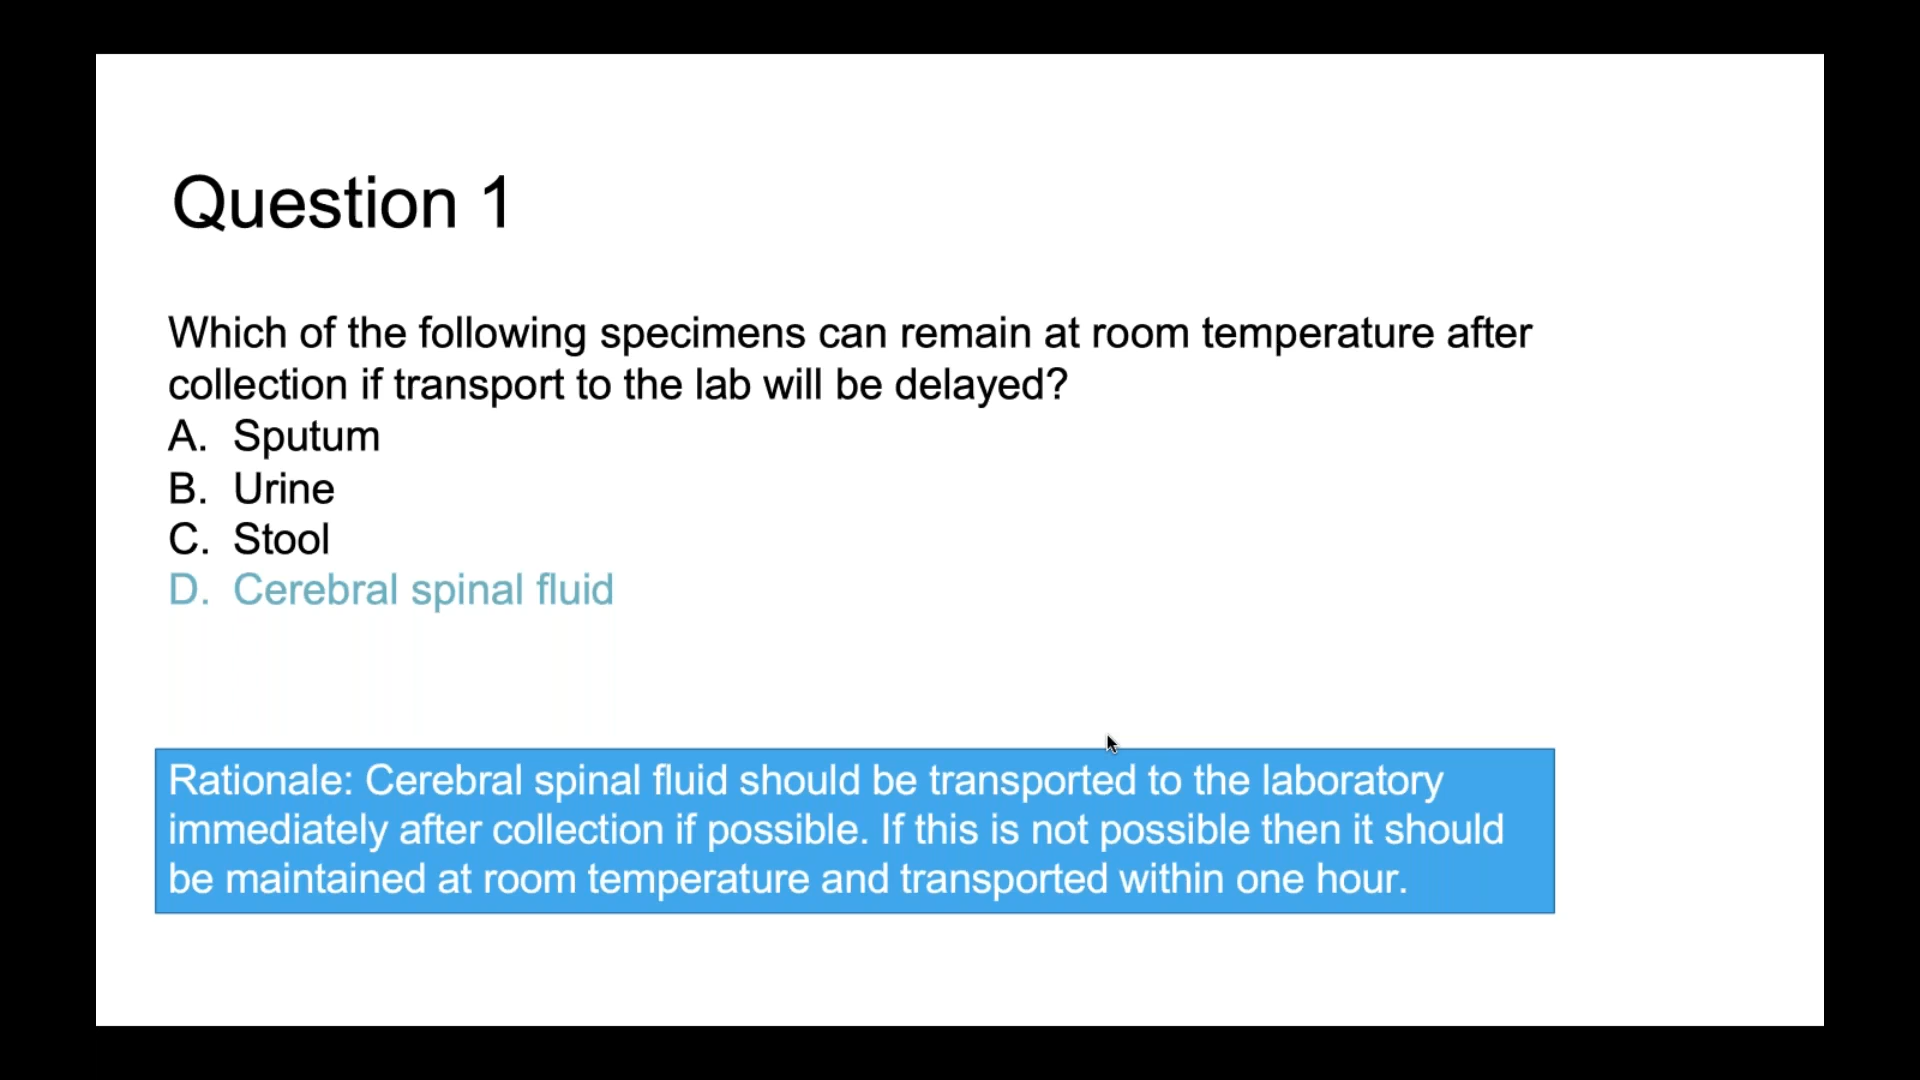 Question 1
Which of the following specimens can remain at room temperature after
collection if transport to the lab will be delayed?
A. Sputum
B. Urine
C. Stool
D. Cerebral spinal fluid
Rationale: Cerebral spinal fluid should be transported to the laboratory
immediately after collection if possible. If this is not possible then it should
be maintained at room temperature and transported within one hour.